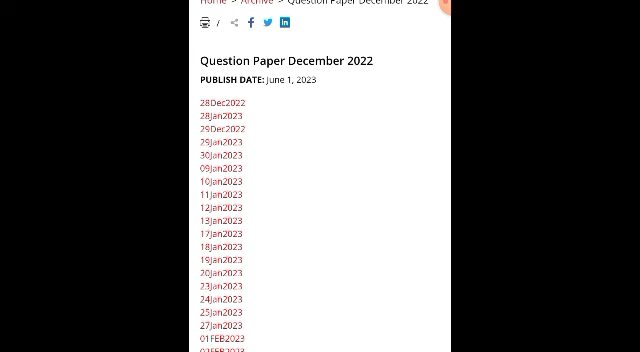 Home > Archive > Question Paper December 2022
/
Question Paper December 2022
PUBLISH DATE: June 1, 2023
28Dec2022
28Jan2023
29Dec2022
29Jan2023
30Jan2023
09Jan2023
10Jan2023
11Jan2023
12Jan2023
13Jan2023
17Jan2023
18Jan2023
19Jan2023
20Jan2023
23Jan2023
24Jan2023
25Jan2023
27Jan2023
01FEB2023
02FEB2023